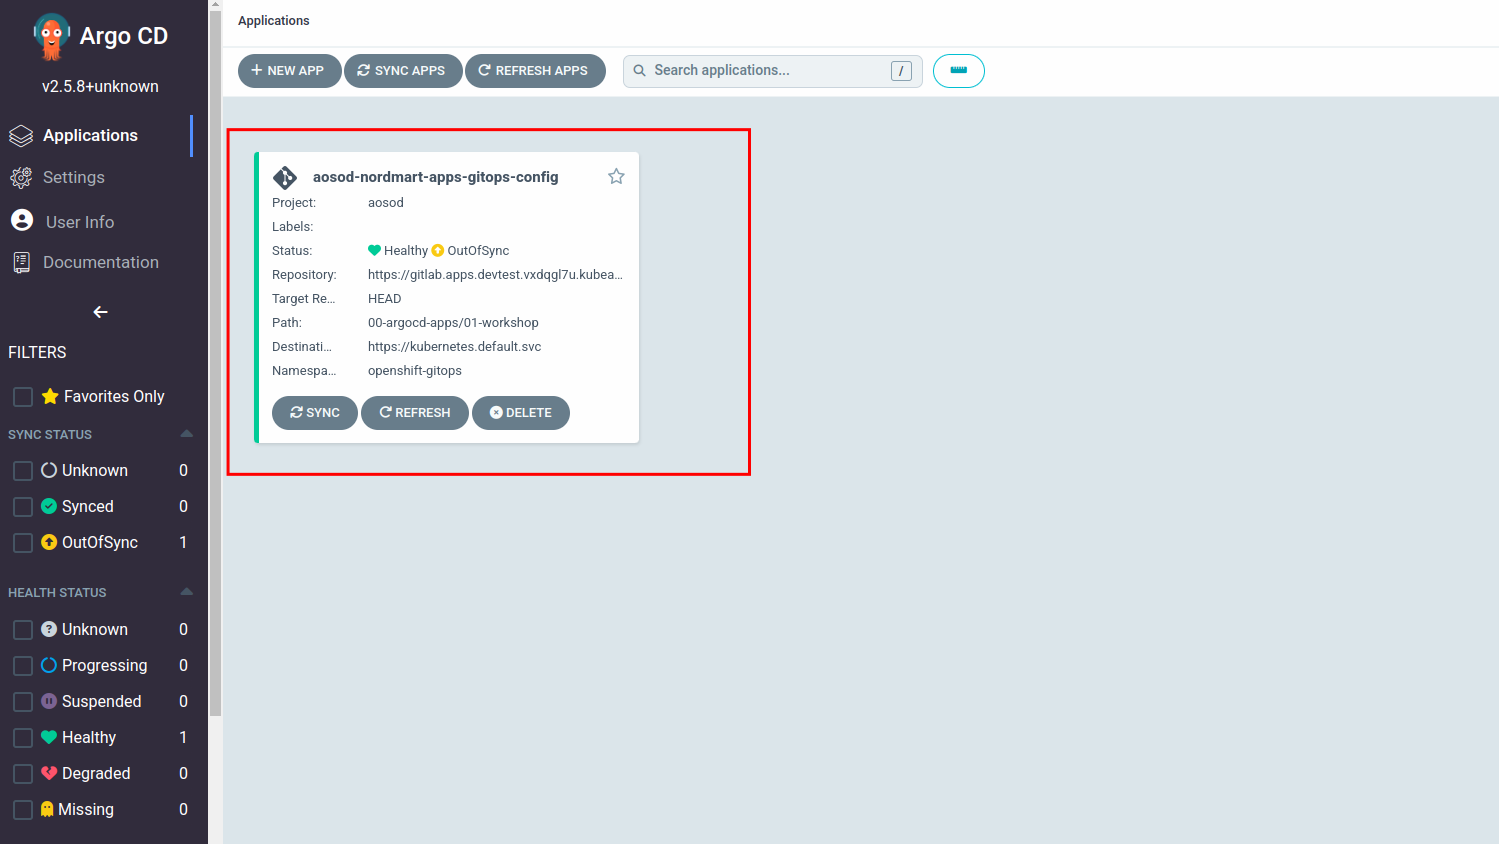 Argo CD
v2.5.8+unknown
Applications
Settings
User Info
Documentation
FILTERS
Favorites Only
SYNC STATUS
Unknown 0
Synced 0
OutOfSync 1
HEALTH STATUS
Unknown 0
Progressing 0
Suspended 0
Healthy 1
Degraded 0
Missing 0
Applications
+ NEW APP SYNC APPS REFRESH APPS Search applications... /
aosod-nordmart-apps-gitops-config
Project: aosod
Labels:
Status: Healthy OutOfSync
Repository: https://gitlab.apps.devtest.vxdqgl7u.kubea...
Target Re... HEAD
Path: 00-argocd-apps/01-workshop
Destinati... https://kubernetes.default.svc
Namespa... openshift-gitops
SYNC REFRESH DELETE